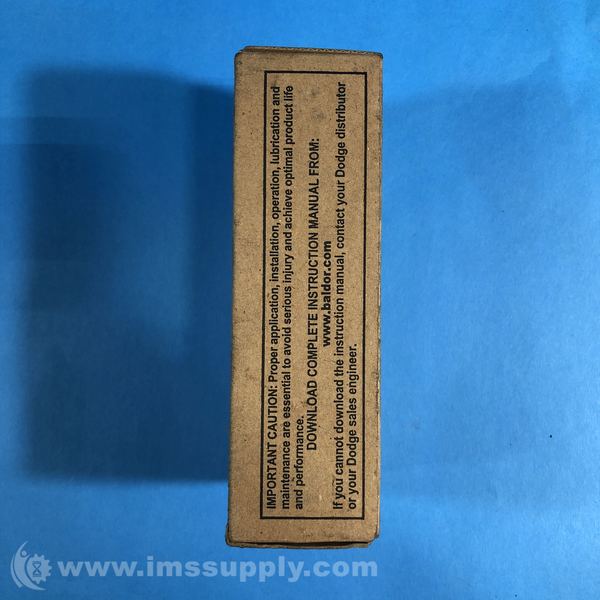 IMPORTANT CAUTION: Proper application, installation, operation, lubrication and
maintenance are essential to avoid serious injury and achieve optimal product life
and performance.
DOWNLOAD COMPLETE INSTRUCTION MANUAL FROM:
www.baldor.com
If you cannot download the instruction manual, contact your Dodge distributor
or your Dodge sales engineer.
www.imssupply.com